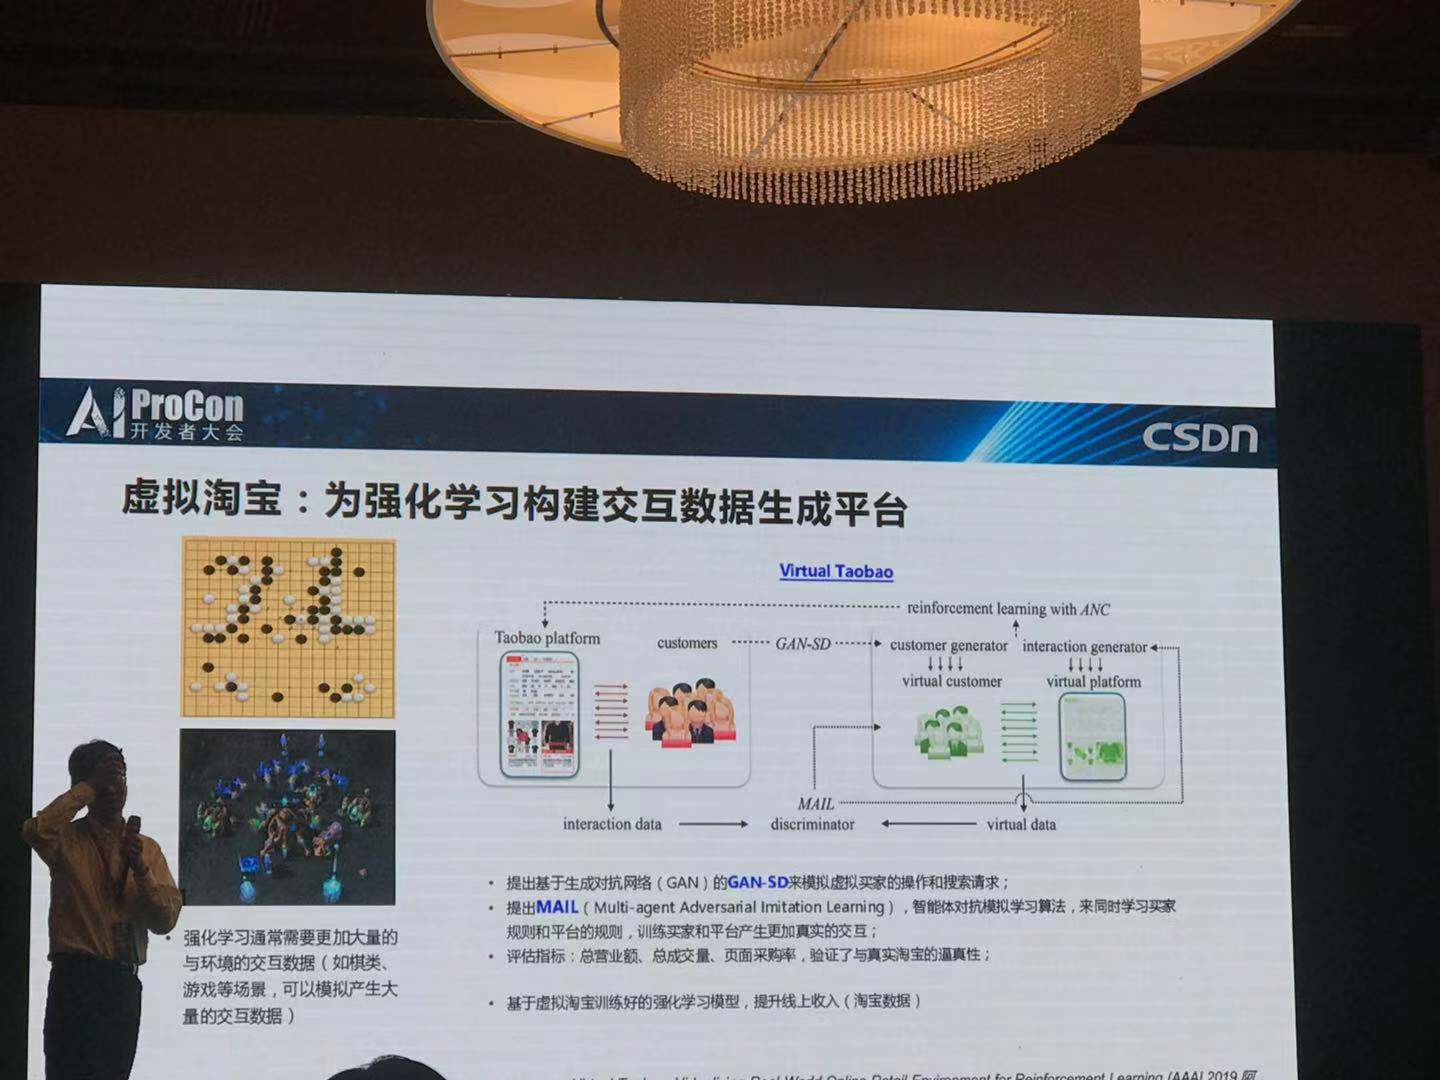 AI ProCon
开发者大会
CSDN
虚拟淘宝：为强化学习构建交互数据生成平台
Virtual Taobao
reinforcement learning with ANC
Taobao platform
customers
GAN-SD
customer generator
interaction generator
virtual customer
virtual platform
MAIL
interaction data
discriminator
virtual data
• 强化学习通常需要更加大量的
与环境的交互数据（如棋类、
游戏等场景，可以模拟产生大
量的交互数据）
• 提出基于生成对抗网络（GAN）的GAN-SD来模拟虚拟买家的操作和搜索请求；
• 提出MAIL（Multi-agent Adversarial Imitation Learning），智能体对抗模拟学习算法，来同时学习买家
规则和平台的规则，训练买家和平台产生更加真实的交互；
• 评估指标：总营业额、总成交量、页面采购率，验证了与真实淘宝的逼真性；
• 基于虚拟淘宝训练好的强化学习模型，提升线上收入（淘宝数据）
Virtual-Taobao: Virtualizing Real-World Online Retail Environment for Reinforcement Learning (AAAI 2019 阿